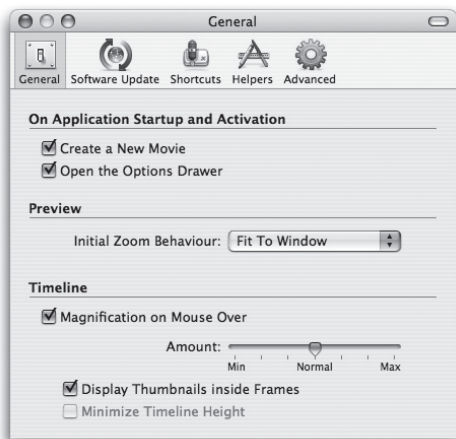 General
General Software Update Shortcuts Helpers Advanced
On Application Startup and Activation
Create a New Movie
Open the Options Drawer
Preview
Initial Zoom Behaviour: Fit To Window
Timeline
Magnification on Mouse Over
Amount:
Min Normal Max
Display Thumbnails inside Frames
Minimize Timeline Height